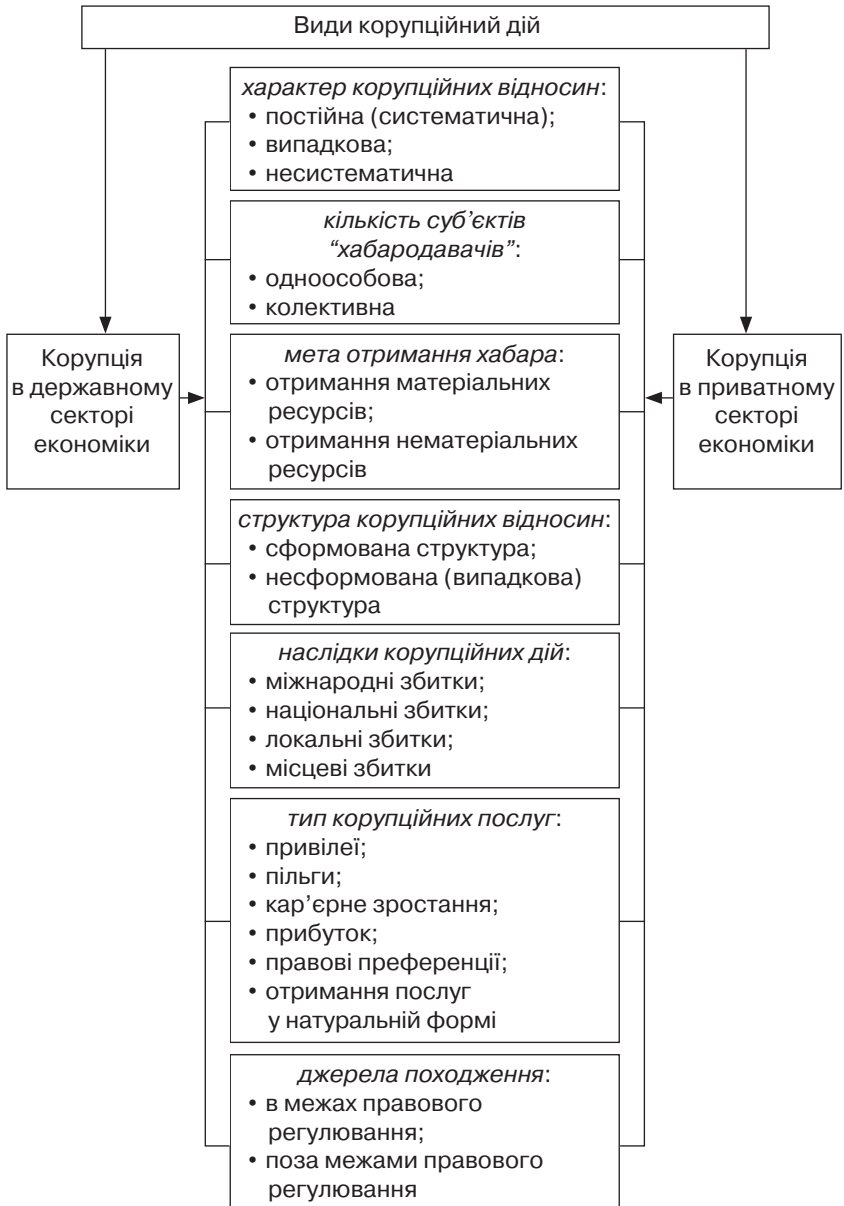 Види корупційний дій
характер корупційних відносин:
• постійна (систематична);
• випадкова;
• несистематична
кількість суб’єктів
“хабародавачів”:
• одноособова;
• колективна
Корупція
в державному
секторі
економіки
мета отримання хабара:
• отримання матеріальних
ресурсів;
• отримання нематеріальних
ресурсів
Корупція
в приватному
секторі
економіки
структура корупційних відносин:
• сформована структура;
• несформована (випадкова)
структура
наслідки корупційних дій:
• міжнародні збитки;
• національні збитки;
• локальні збитки;
• місцеві збитки
тип корупційних послуг:
• привілеї;
• пільги;
• кар’єрне зростання;
• прибуток;
• правові преференції;
• отримання послуг
у натуральній формі
джерела походження:
• в межах правового
регулювання;
• поза межами правового
регулювання